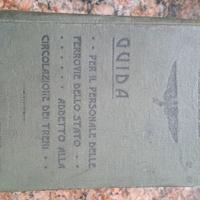 GUIDA
· · PER IL PERSONALE DELLE
FERROVIE DELLO STATO · ·
· · · · · · ADDETTO ALLA
CIRCOLAZIONE DEI TRENI · ·